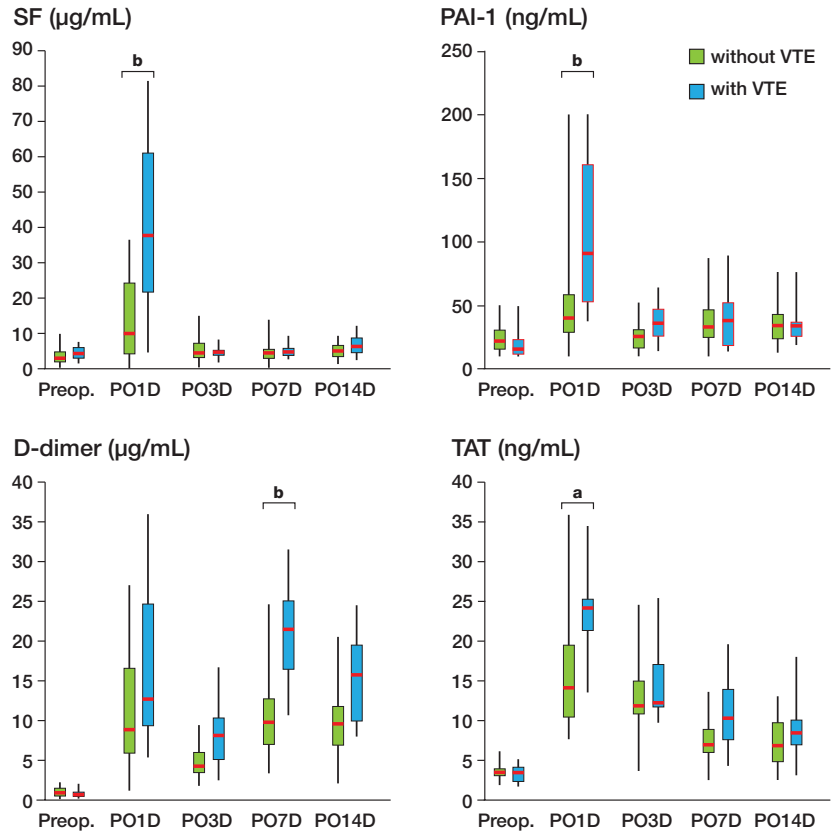 SF (µg/mL)
90
80
70
60
50
40
30
20
10
0
b
Preop. PO1D PO3D PO7D PO14D
PAI-1 (ng/mL)
250
200
150
100
50
0
b
without VTE
with VTE
Preop. PO1D PO3D PO7D PO14D
D-dimer (µg/mL)
40
35
30
25
20
15
10
5
0
b
Preop. PO1D PO3D PO7D PO14D
TAT (ng/mL)
40
35
30
25
20
15
10
5
0
a
Preop. PO1D PO3D PO7D PO14D